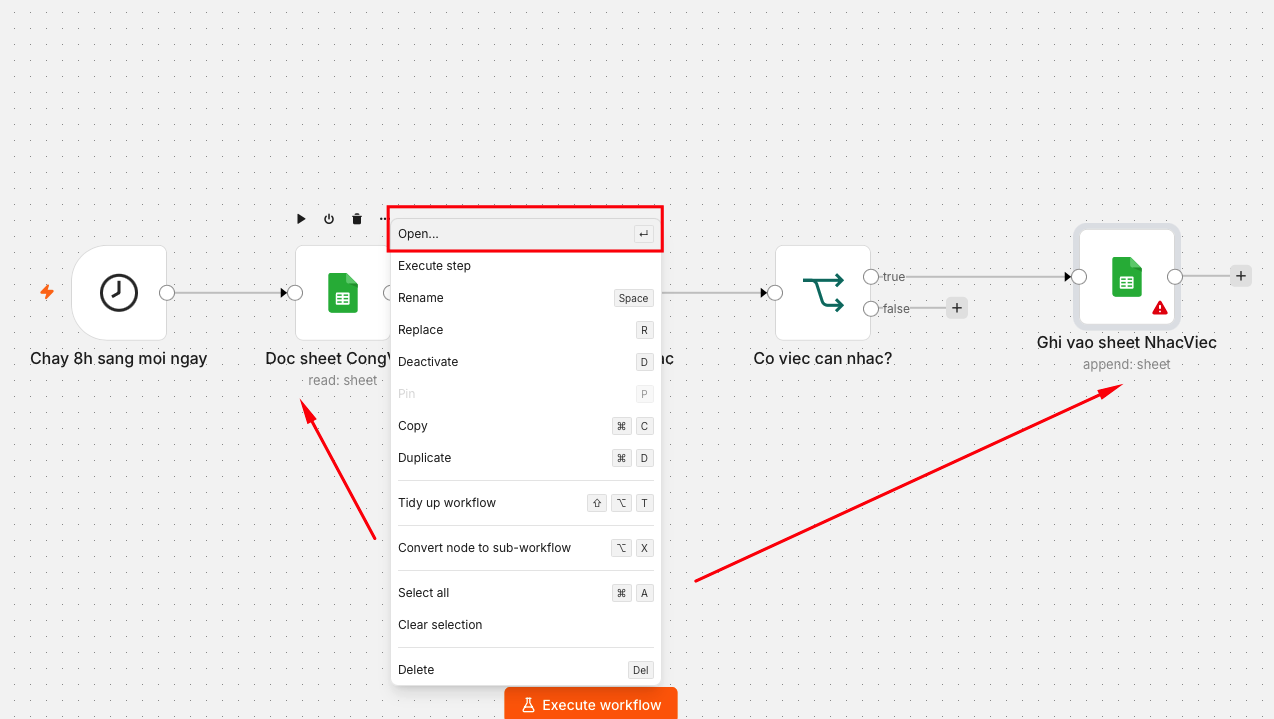 Open...
Execute step
Rename Space
Replace R
Deactivate D
Pin P
Copy ⌘ C
Duplicate ⌘ D
Tidy up workflow ⇧ ⌥ T
Convert node to sub-workflow ⌥ X
Select all ⌘ A
Clear selection
Delete Del
Chay 8h sang moi ngay
Doc sheet Cong
read: sheet
Co viec can nhac?
true
false
Ghi vao sheet NhacViec
append: sheet
Execute workflow